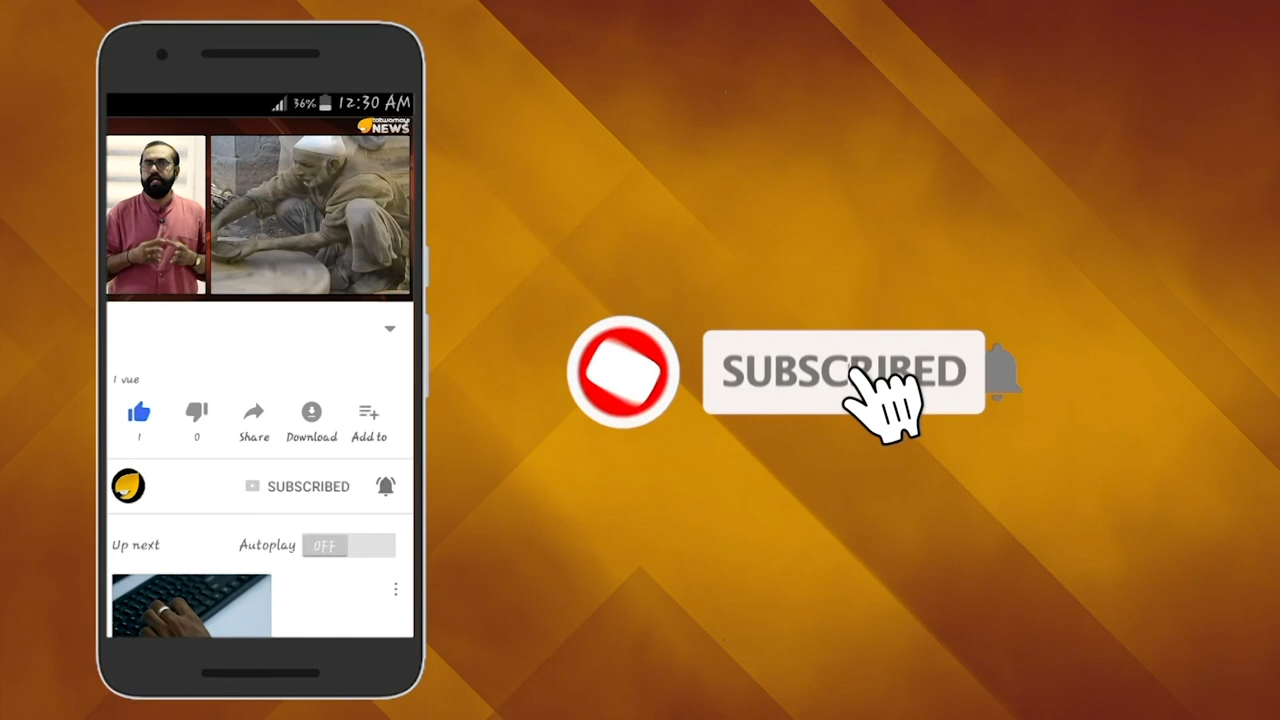 36% 12:30 AM
tatwamayi
NEWS
1 vue
1
0
Share
Download
Add to
SUBSCRIBED
Up next
Autoplay
OFF
SUBSCRIBED